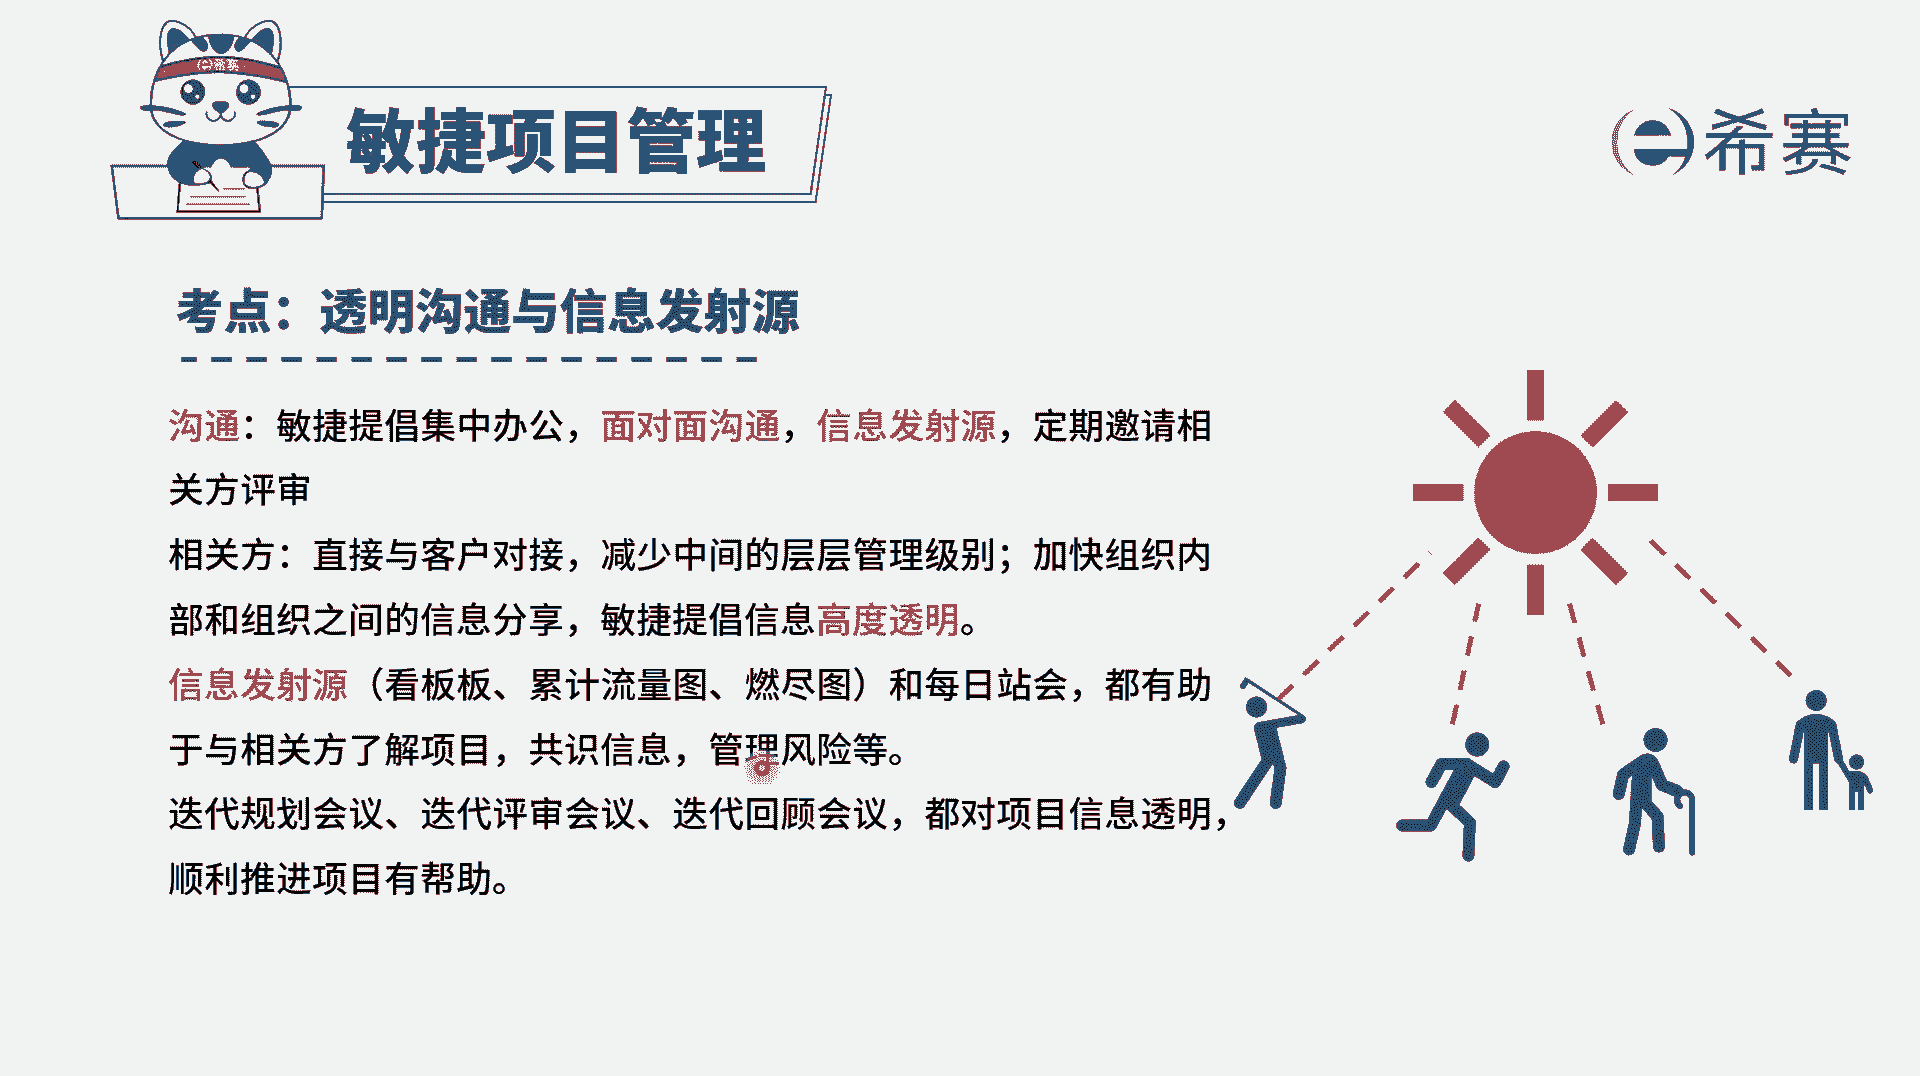 希赛
敏捷项目管理
希赛
考点：透明沟通与信息发射源
沟通：敏捷提倡集中办公，面对面沟通，信息发射源，定期邀请相
关方评审
相关方：直接与客户对接，减少中间的层层管理级别；加快组织内
部和组织之间的信息分享，敏捷提倡信息高度透明。
信息发射源（看板板、累计流量图、燃尽图）和每日站会，都有助
于与相关方了解项目，共识信息，管理风险等。
迭代规划会议、迭代评审会议、迭代回顾会议，都对项目信息透明，
顺利推进项目有帮助。